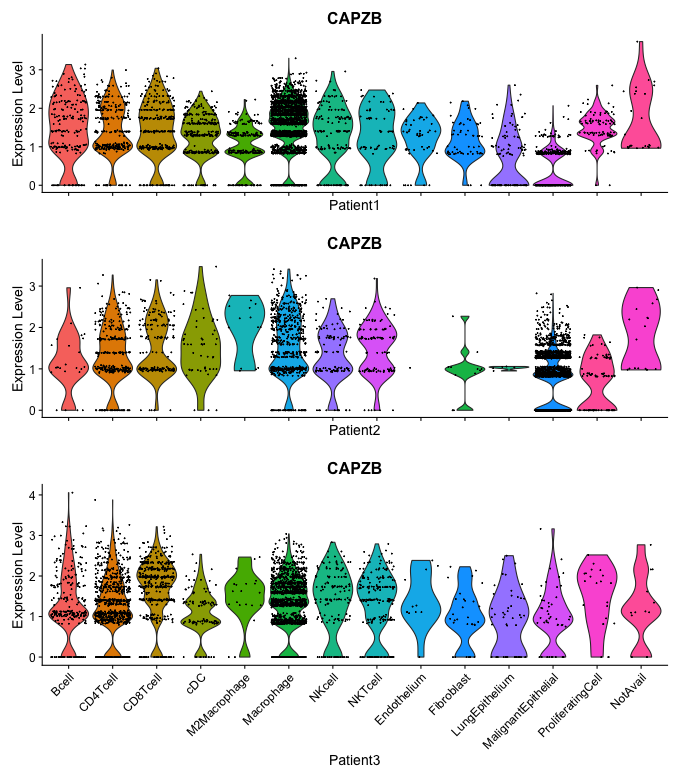 CAPZB
Expression Level
3
2
1
0
Patient1
CAPZB
Expression Level
3
2
1
0
Patient2
CAPZB
Expression Level
4
3
2
1
0
Bcell
CD4Tcell
CD8Tcell
cDC
M2Macrophage
Macrophage
NKcell
NKTcell
Endothelium
Fibroblast
LungEpithelium
MalignantEpithelial
ProliferatingCell
NotAvail
Patient3